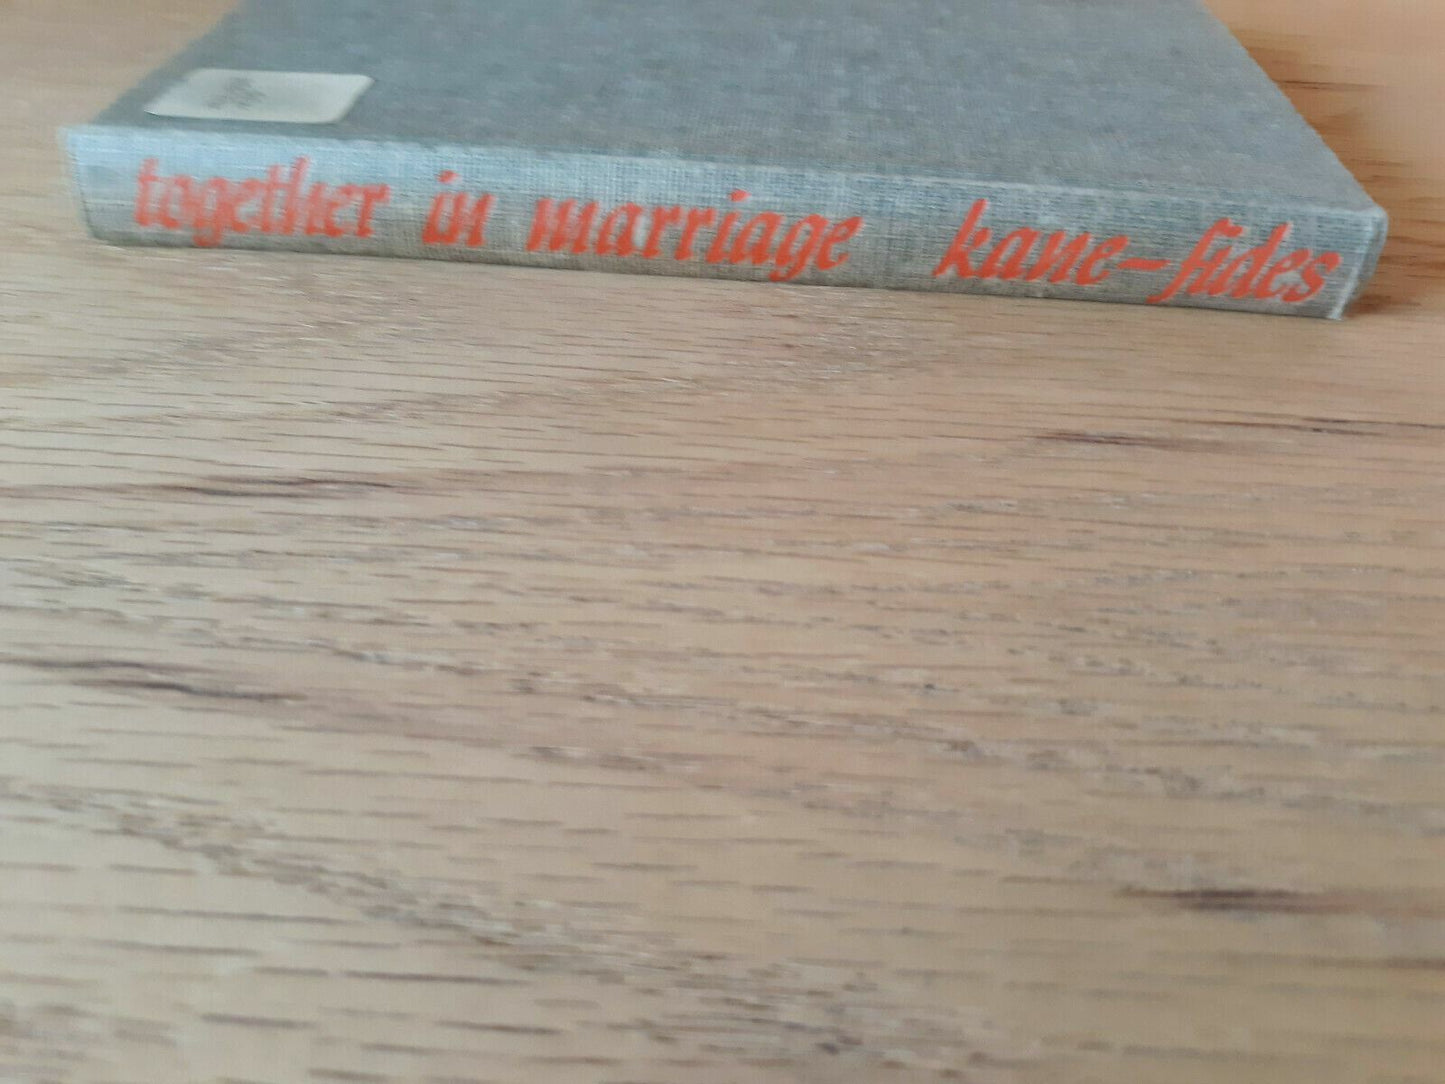 together in marriage kane-fides